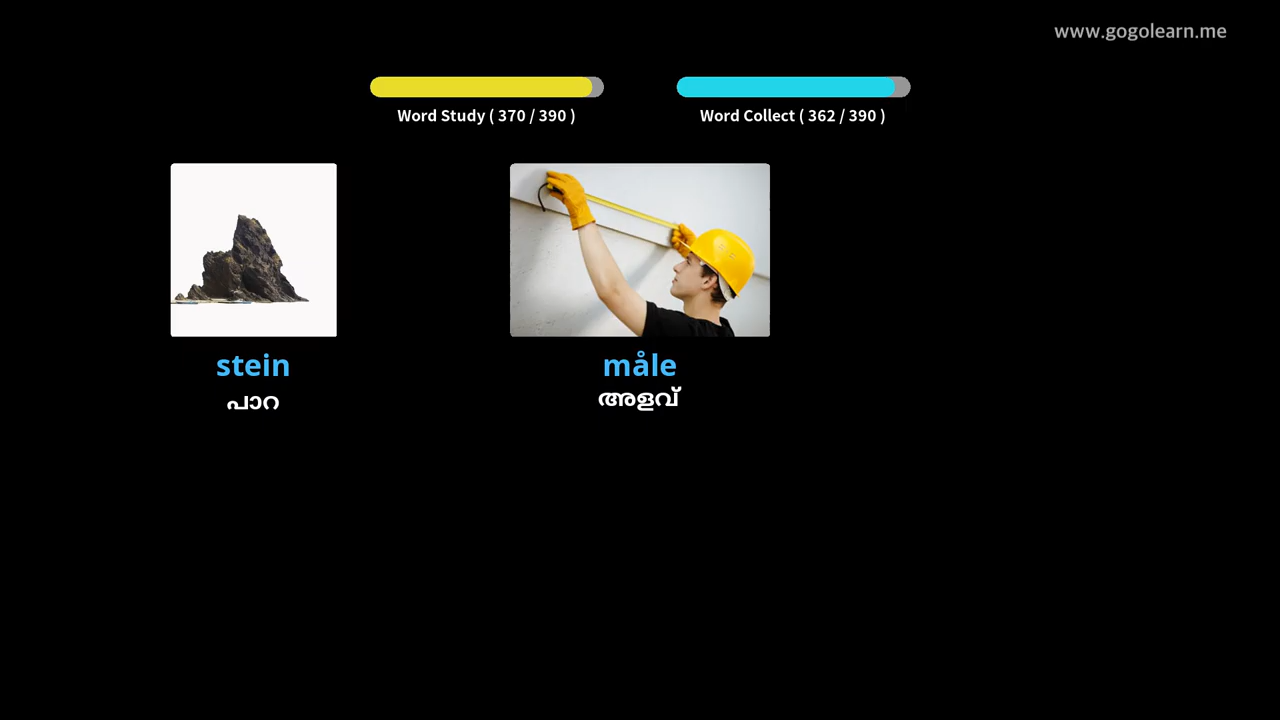 www.gogolearn.me
Word Study ( 370 / 390 )
Word Collect ( 362 / 390 )
stein
പാറ
måle
അളവ്